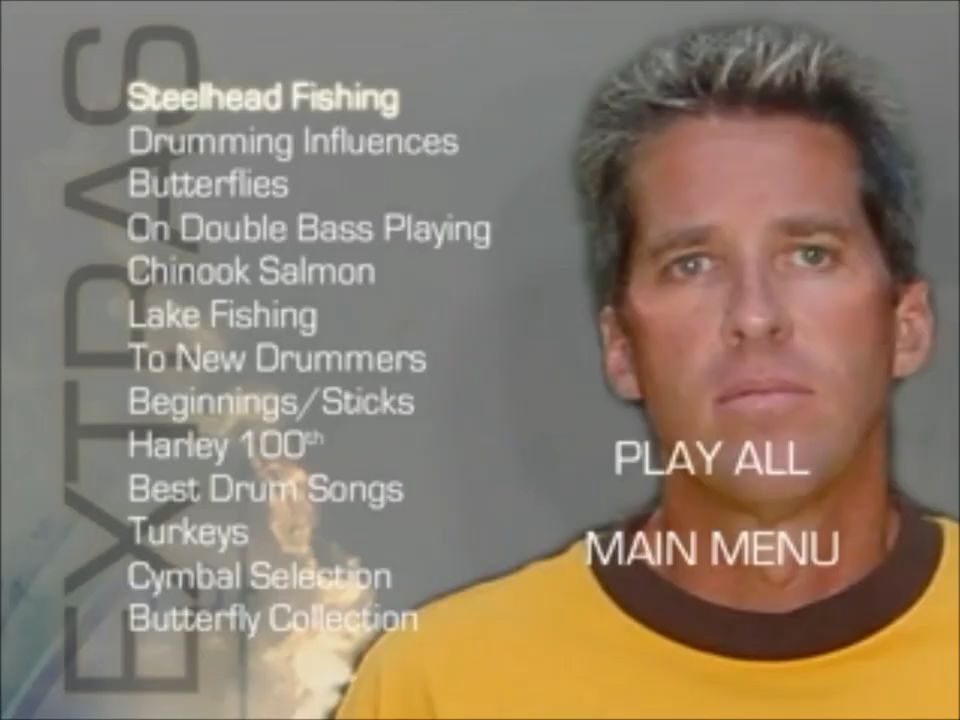 EXTRAS
Steelhead Fishing
Drumming Influences
Butterflies
On Double Bass Playing
Chinook Salmon
Lake Fishing
To New Drummers
Beginnings/Sticks
Harley 100th
Best Drum Songs
Turkeys
Cymbal Selection
Butterfly Collection
PLAY ALL
MAIN MENU